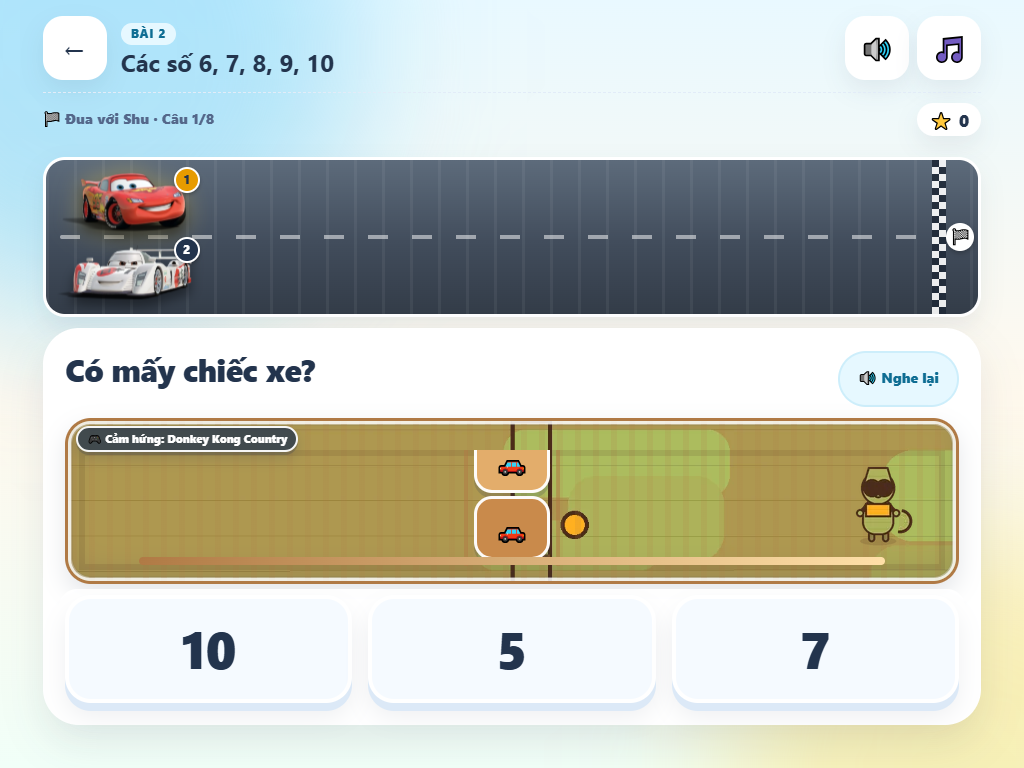 ←
BÀI 2
Các số 6, 7, 8, 9, 10
Đua với Shu · Câu 1/8
0
1
2
Có mấy chiếc xe?
Nghe lại
Cảm hứng: Donkey Kong Country
10
5
7